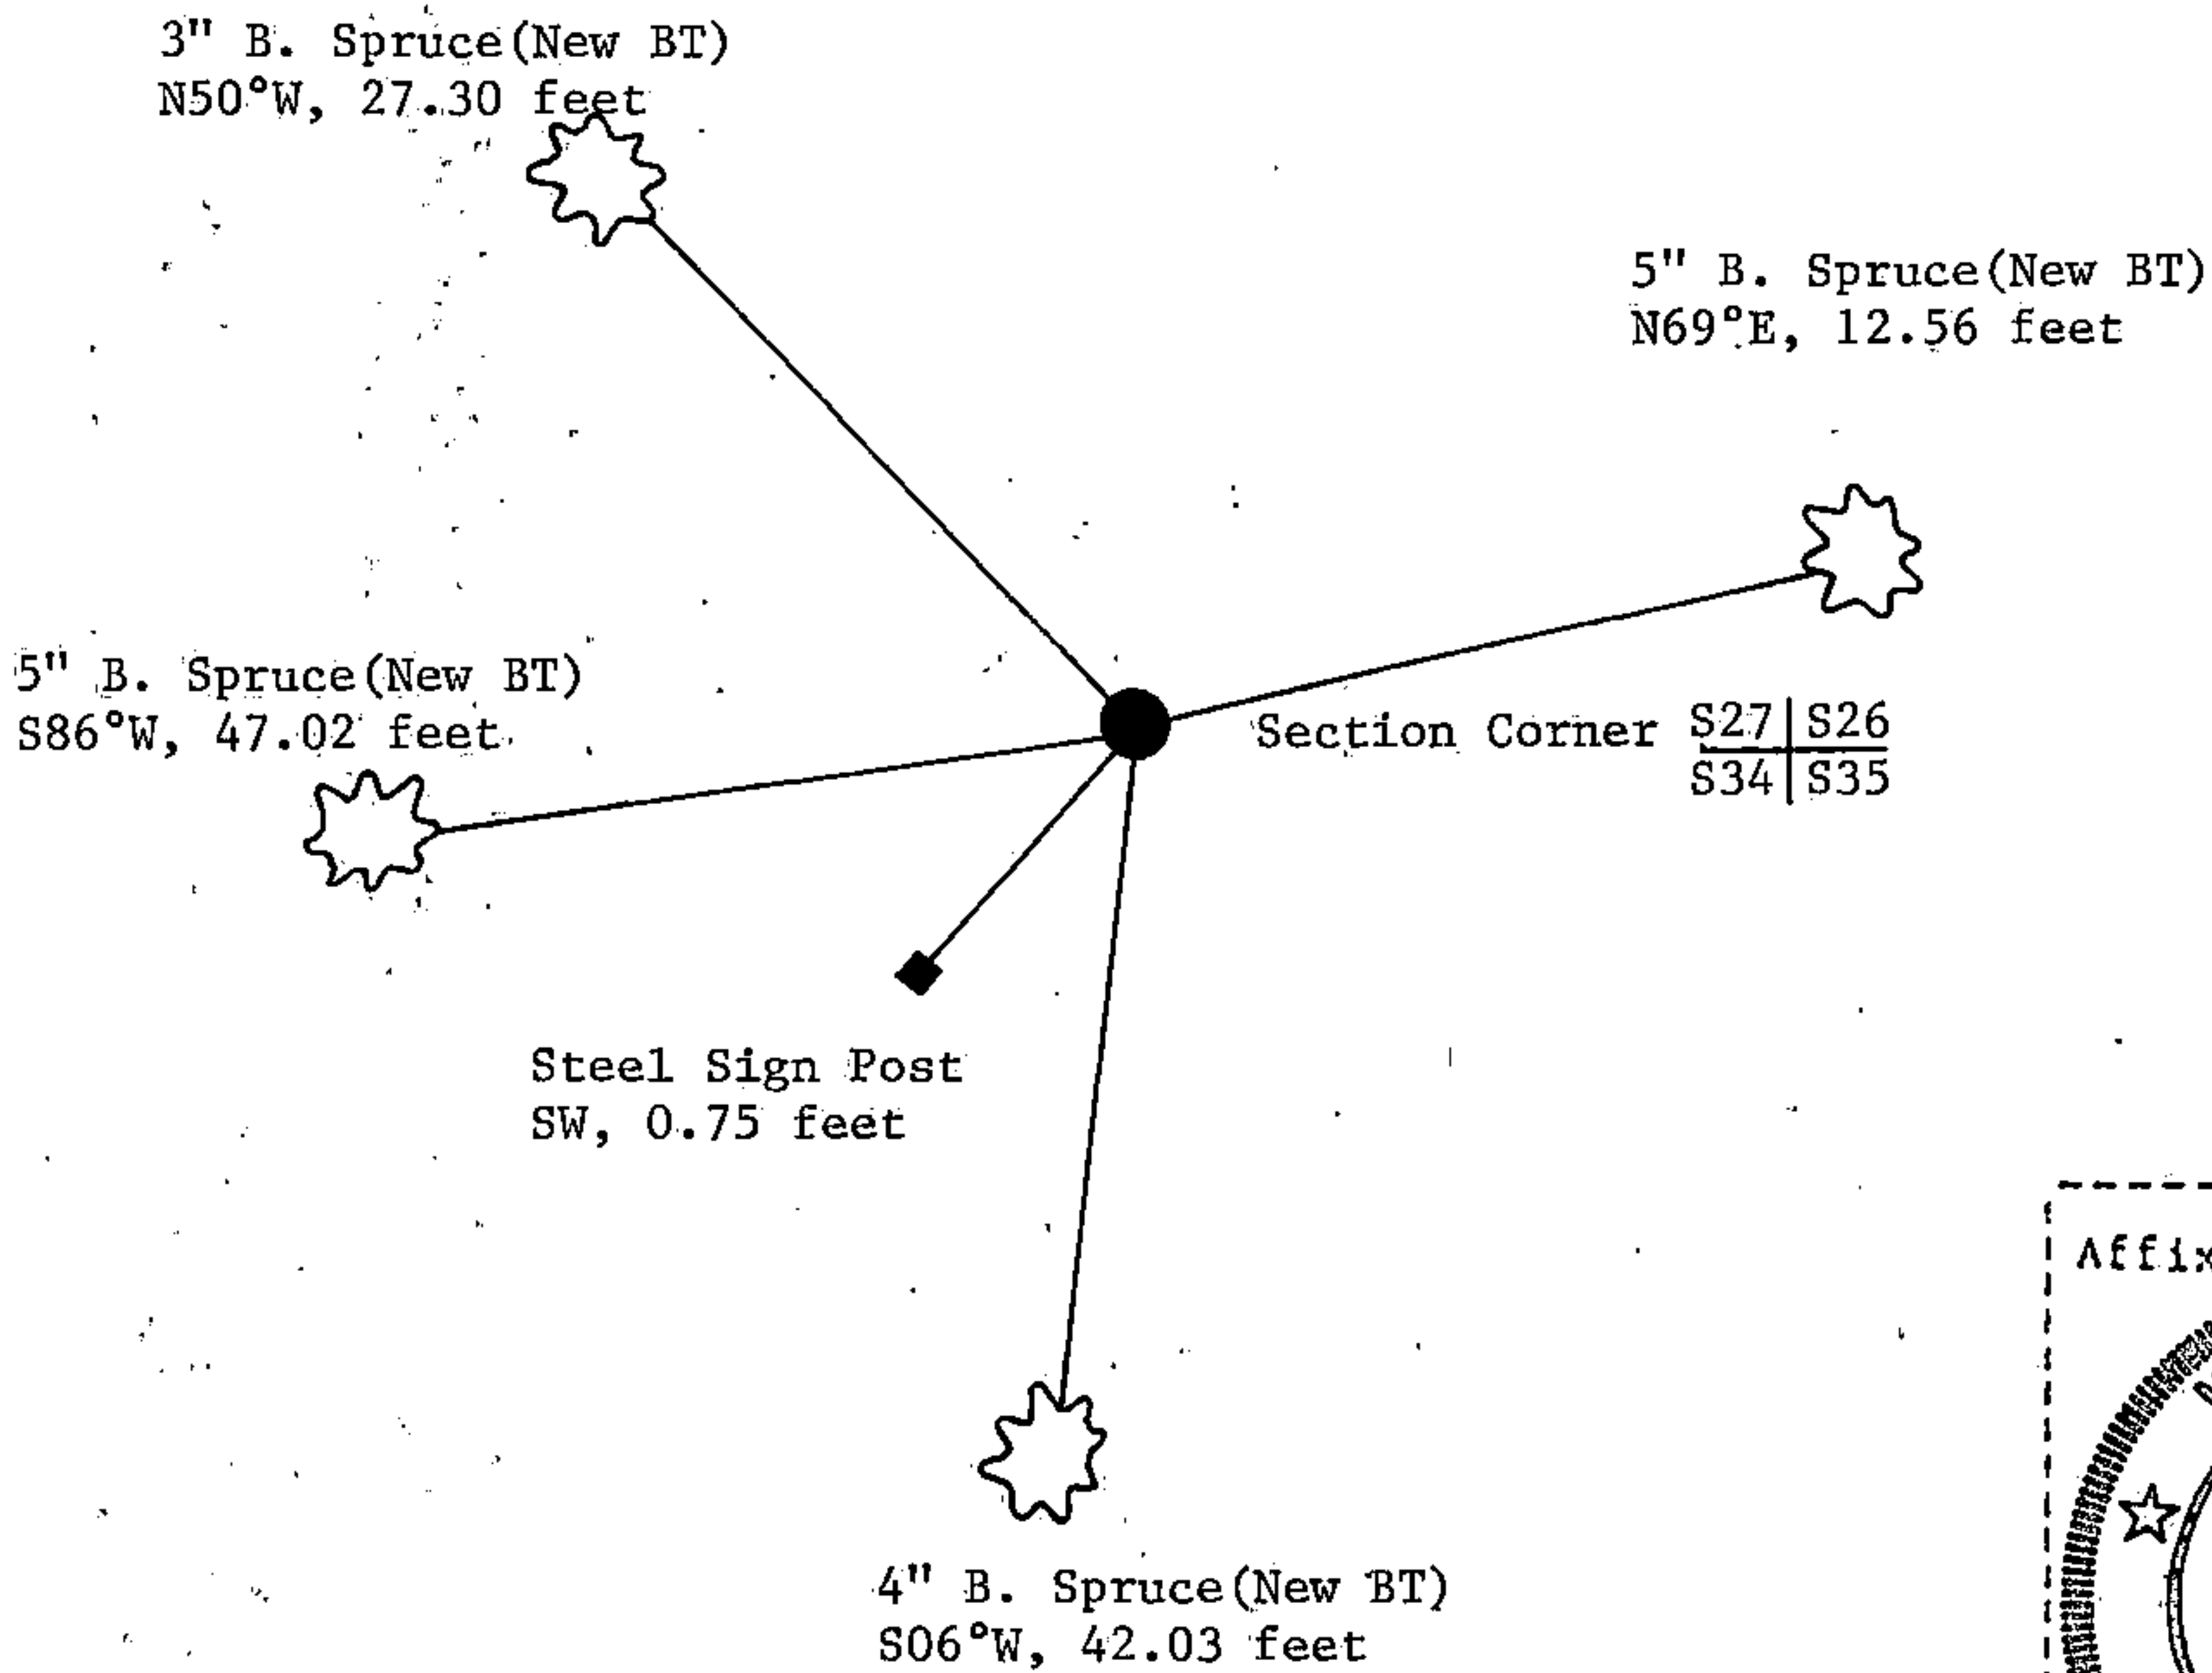 3" B. Spruce(New BT)
N50°W, 27.30 feet
5" B. Spruce(New BT)
N69°E, 12.56 feet
5" B. Spruce(New BT)
S86°W, 47.02 feet
Section Corner
S27 S26
S34 S35
Steel Sign Post
SW, 0.75 feet
Affix
4" B. Spruce(New BT)
S06°W, 42.03 feet